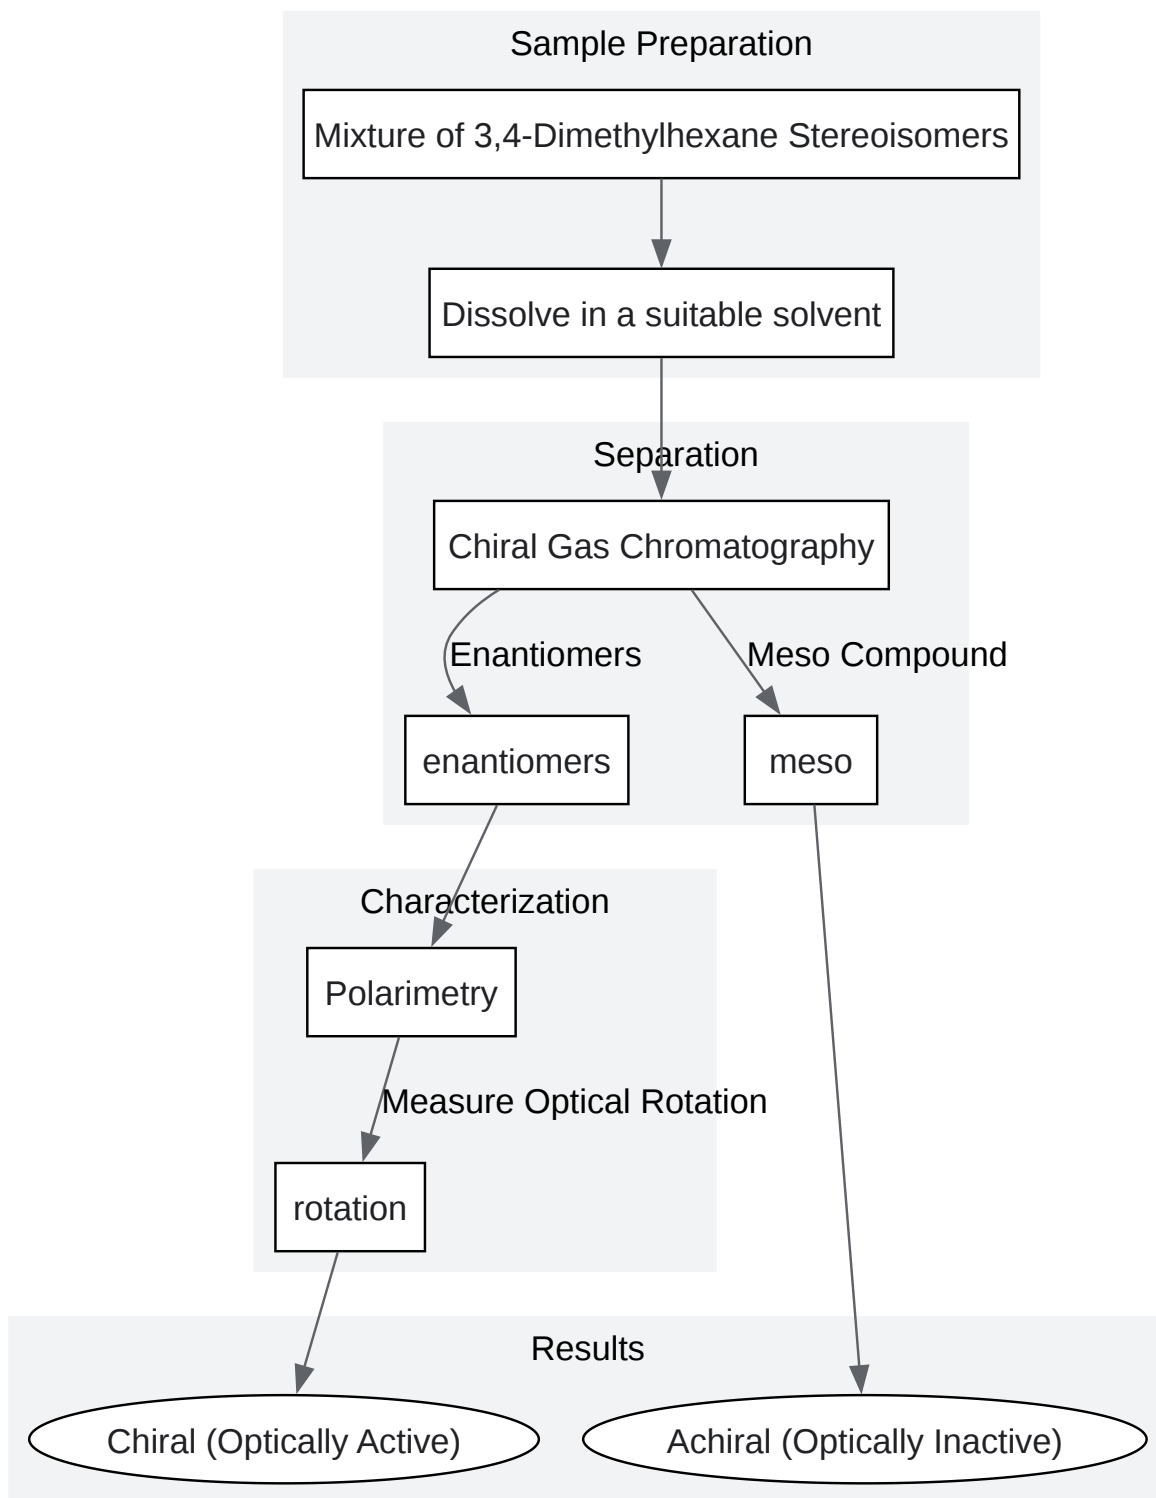 Sample Preparation
Mixture of 3,4-Dimethylhexane Stereoisomers
Dissolve in a suitable solvent
Separation
Chiral Gas Chromatography
Enantiomers
Meso Compound
enantiomers
meso
Characterization
Polarimetry
Measure Optical Rotation
rotation
Results
Chiral (Optically Active)
Achiral (Optically Inactive)